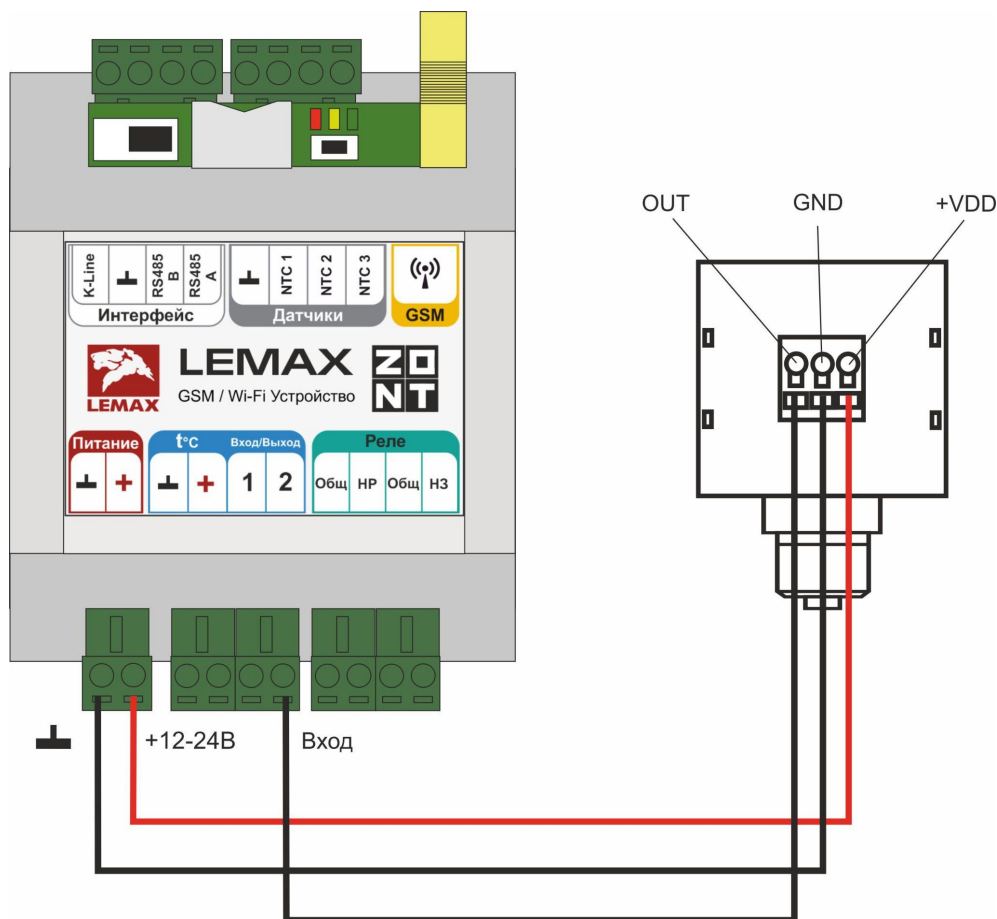 OUT GND +VDD
K-Line RS485 B RS485 A NTC 1 NTC 2 NTC 3
Интерфейс Датчики GSM
LEMAX
LEMAX ZONT
GSM / Wi-Fi Устройство
Питание t°C Вход/Выход Реле
+ + 1 2 Общ НР Общ НЗ
+12-24В Вход